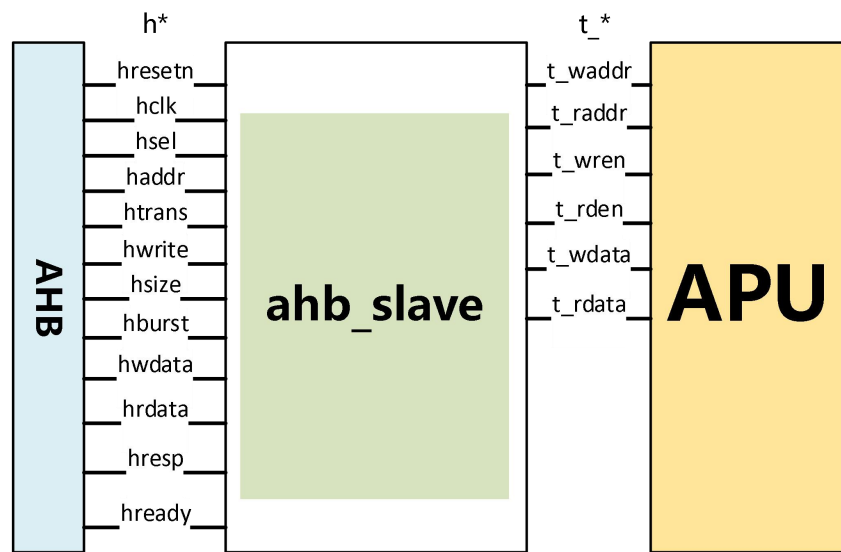 h*
t_*
hresetn
hclk
hsel
haddr
htrans
hwrite
hsize
hburst
hwdata
hrdata
hresp
hready
AHB
ahb_slave
t_waddr
t_raddr
t_wren
t_rden
t_wdata
t_rdata
APU